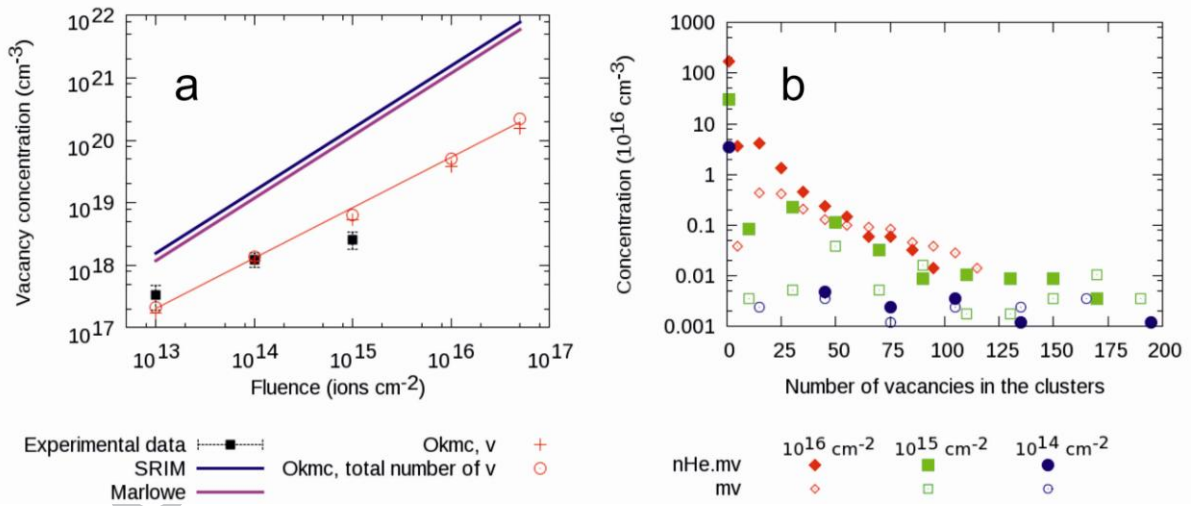 a
Vacancy concentration (cm-3)
10^22
10^21
10^20
10^19
10^18
10^17
10^13 10^14 10^15 10^16 10^17
Fluence (ions cm-2)
Experimental data
SRIM
Marlowe
Okmc, v
Okmc, total number of v
b
Concentration (10^16 cm-3)
1000
100
10
1
0.1
0.01
0.001
0 25 50 75 100 125 150 175 200
Number of vacancies in the clusters
10^16 cm-2 10^15 cm-2 10^14 cm-2
nHe.mv
mv